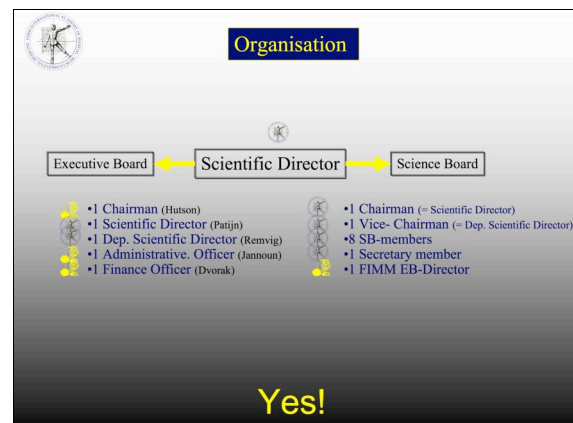 Organisation
Executive Board
Scientific Director
Science Board
•1 Chairman (Hutson)
•1 Scientific Director (Patijn)
•1 Dep. Scientific Director (Remvig)
•1 Administrative. Officer (Jannoun)
•1 Finance Officer (Dvorak)
•1 Chairman (= Scientific Director)
•1 Vice- Chairman (= Dep. Scientific Director)
•8 SB-members
•1 Secretary member
•1 FIMM EB-Director
Yes!